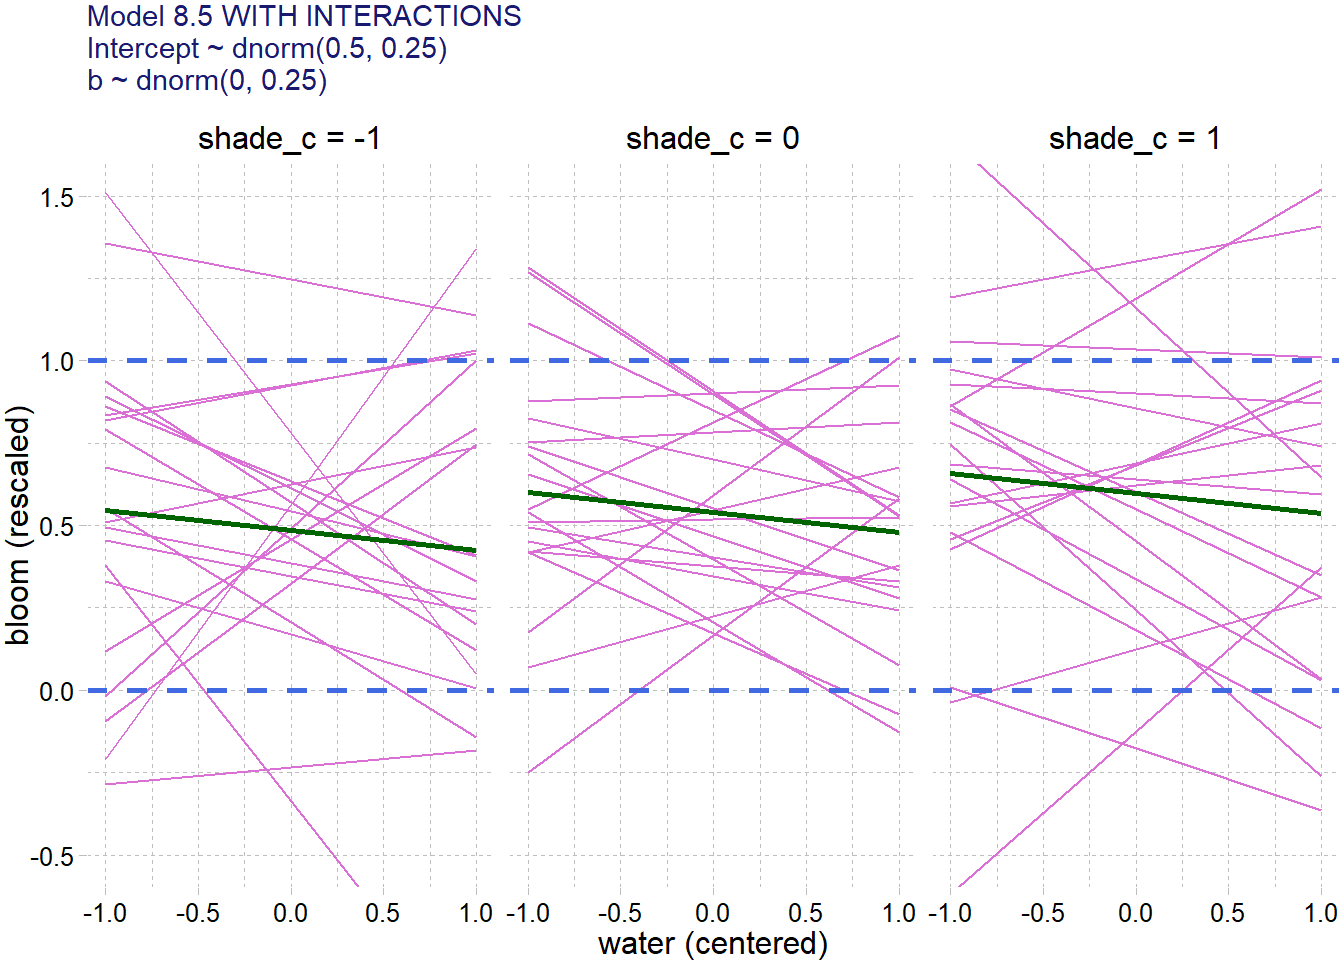 Model 8.5 WITH INTERACTIONS
Intercept ~ dnorm(0.5, 0.25)
b ~ dnorm(0, 0.25)
shade_c = -1
shade_c = 0
shade_c = 1
bloom (rescaled)
1.5
1.0
0.5
0.0
-0.5
-1.0 -0.5 0.0 0.5 1.0
-1.0 -0.5 0.0 0.5 1.0
-1.0 -0.5 0.0 0.5 1.0
water (centered)